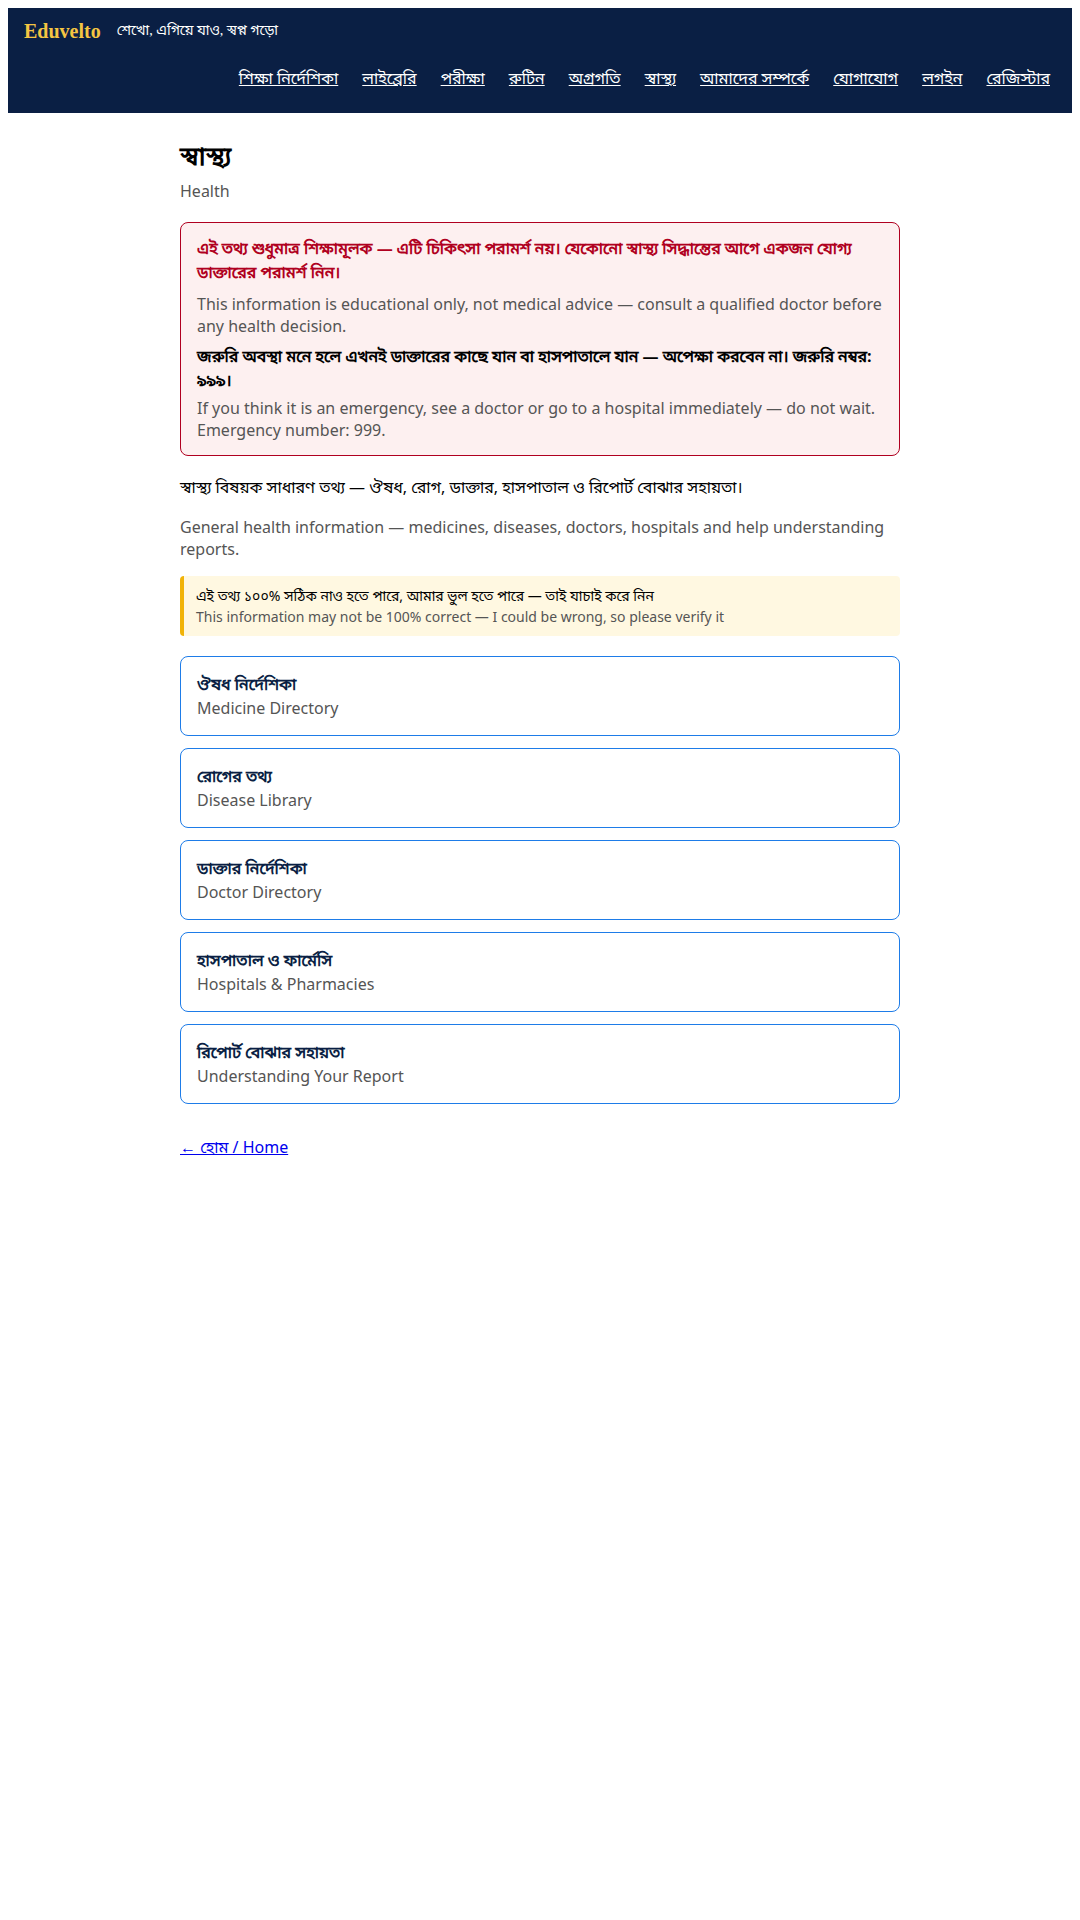 Eduvelto শেখো, এগিয়ে যাও, স্বপ্ন গড়ো
শিক্ষা নির্দেশিকা লাইব্রেরি পরীক্ষা রুটিন অগ্রগতি স্বাস্থ্য আমাদের সম্পর্কে যোগাযোগ লগইন রেজিস্টার
স্বাস্থ্য
Health
এই তথ্য শুধুমাত্র শিক্ষামূলক — এটি চিকিৎসা পরামর্শ নয়। যেকোনো স্বাস্থ্য সিদ্ধান্তের আগে একজন যোগ্য
ডাক্তারের পরামর্শ নিন।
This information is educational only, not medical advice — consult a qualified doctor before
any health decision.
জরুরি অবস্থা মনে হলে এখনই ডাক্তারের কাছে যান বা হাসপাতালে যান — অপেক্ষা করবেন না। জরুরি নম্বর:
৯৯৯।
If you think it is an emergency, see a doctor or go to a hospital immediately — do not wait.
Emergency number: 999.
স্বাস্থ্য বিষয়ক সাধারণ তথ্য — ঔষধ, রোগ, ডাক্তার, হাসপাতাল ও রিপোর্ট বোঝার সহায়তা।
General health information — medicines, diseases, doctors, hospitals and help understanding
reports.
এই তথ্য ১০০% সঠিক নাও হতে পারে, আমার ভুল হতে পারে — তাই যাচাই করে নিন
This information may not be 100% correct — I could be wrong, so please verify it
ঔষধ নির্দেশিকা
Medicine Directory
রোগের তথ্য
Disease Library
ডাক্তার নির্দেশিকা
Doctor Directory
হাসপাতাল ও ফার্মেসি
Hospitals & Pharmacies
রিপোর্ট বোঝার সহায়তা
Understanding Your Report
← হোম / Home